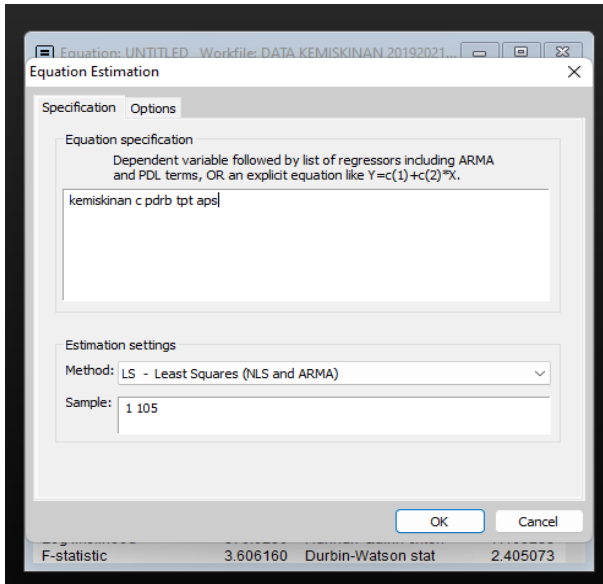 Equation: UNTITLED Workfile: DATA KEMISKINAN 20192021...
Equation Estimation
Specification Options
Equation specification
Dependent variable followed by list of regressors including ARMA
and PDL terms, OR an explicit equation like Y=c(1)+c(2)*X.
kemiskinan c pdrb tpt aps
Estimation settings
Method: LS - Least Squares (NLS and ARMA)
Sample: 1 105
OK Cancel
F-statistic 3.606160 Durbin-Watson stat 2.405073